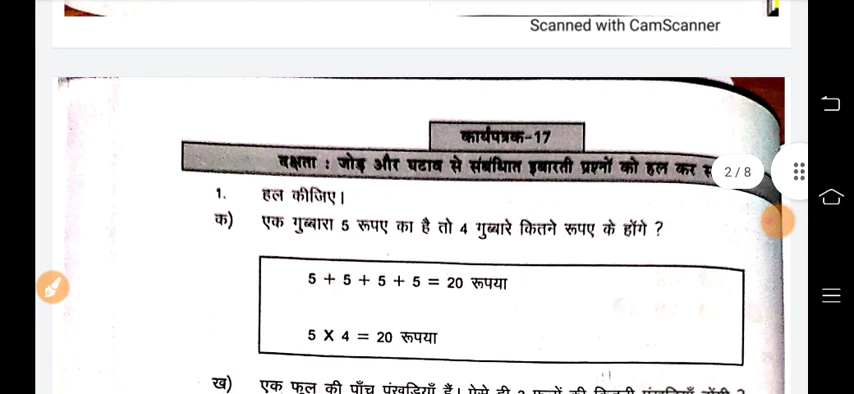 Scanned with CamScanner
कार्यपत्रक-17
दक्षता : जोड़ और घटाव से संबंधित इबारती प्रश्नों को हल कर
2 / 8
1. हल कीजिए।
क) एक गुब्बारा 5 रूपए का है तो 4 गुब्बारे कितने रूपए के होंगे ?
5 + 5 + 5 + 5 = 20 रूपया
5 X 4 = 20 रूपया
ख) एक फूल की पाँच पंखुडियाँ हैं। ऐसे ही